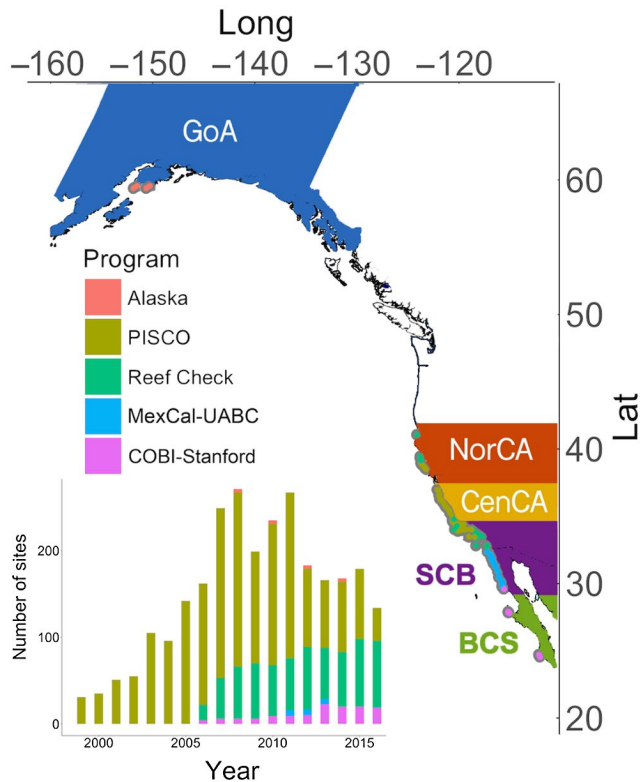 Long
−160 −150 −140 −130 −120
GoA
60
Program
Alaska
PISCO
Reef Check
MexCal-UABC
COBI-Stanford
50
Lat
40
NorCA
CenCA
SCB
30
BCS
20
Number of sites
200
100
0
2000 2005 2010 2015
Year